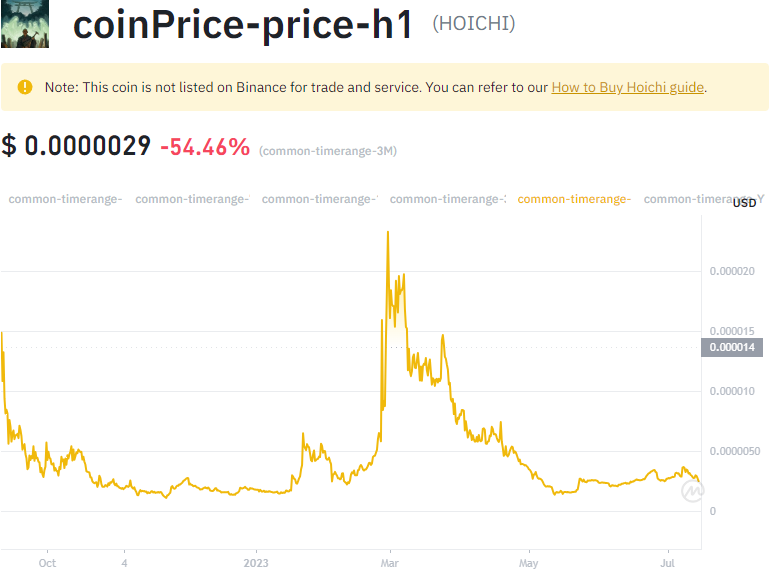 coinPrice-price-h1 (HOICHI)
Note: This coin is not listed on Binance for trade and service. You can refer to our How to Buy Hoichi guide.
$ 0.0000029 -54.46% (common-timerange-3M)
common-timerange- common-timerange- common-timerange- common-timerange- common-timerange- common-timerange-Y
USD
0.000020
0.000015
0.000014
0.000010
0.0000050
0
Oct 4 2023 Mar May Jul